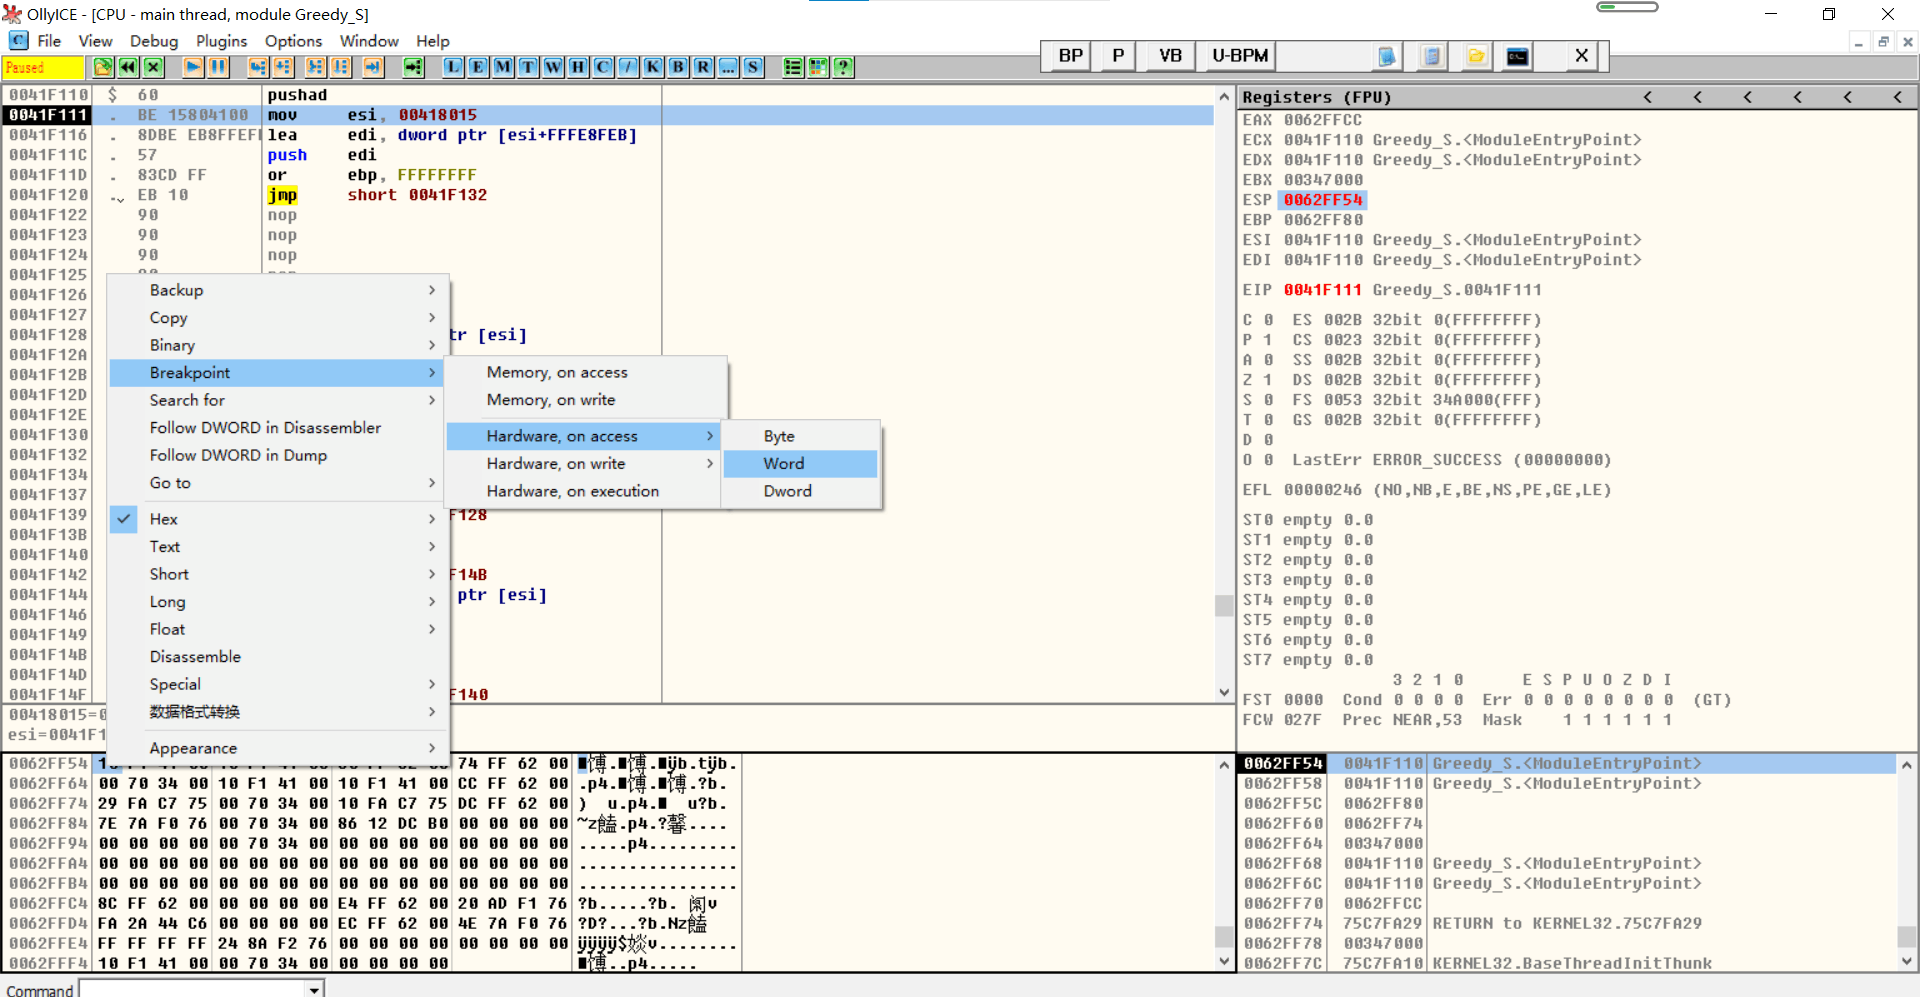 OllyICE - [CPU - main thread, module Greedy_S]
File View Debug Plugins Options Window Help
BP P VB U-BPM X
Paused L E M T W H C / K B R ... S ?
0041F110 $ 60 pushad
0041F111 . BE 15804100 mov esi, 00418015
0041F116 . 8DBE EB8FFEF lea edi, dword ptr [esi+FFFE8FEB]
0041F11C . 57 push edi
0041F11D . 83CD FF or ebp, FFFFFFFF
0041F120 . EB 10 jmp short 0041F132
0041F122 90 nop
0041F123 90 nop
0041F124 90 nop
0041F125
0041F126
0041F127
0041F128 tr [esi]
0041F12A
0041F12B
0041F12D
0041F12E
0041F130
0041F132
0041F134
0041F137
0041F139 F128
0041F13B
0041F140
0041F142 F14B
0041F144 ptr [esi]
0041F146
0041F149
0041F14B
0041F14D
0041F14F F140
00418015=
esi=0041F1
Backup
Copy
Binary
Breakpoint
Search for
Follow DWORD in Disassembler
Follow DWORD in Dump
Go to
Hex
Text
Short
Long
Float
Disassemble
Special
数据格式转换
Appearance
Memory, on access
Memory, on write
Hardware, on access
Hardware, on write
Hardware, on execution
Byte
Word
Dword
Registers (FPU) < < < < < <
EAX 0062FFCC
ECX 0041F110 Greedy_S.<ModuleEntryPoint>
EDX 0041F110 Greedy_S.<ModuleEntryPoint>
EBX 00347000
ESP 0062FF54
EBP 0062FF80
ESI 0041F110 Greedy_S.<ModuleEntryPoint>
EDI 0041F110 Greedy_S.<ModuleEntryPoint>
EIP 0041F111 Greedy_S.0041F111
C 0 ES 002B 32bit 0(FFFFFFFF)
P 1 CS 0023 32bit 0(FFFFFFFF)
A 0 SS 002B 32bit 0(FFFFFFFF)
Z 1 DS 002B 32bit 0(FFFFFFFF)
S 0 FS 0053 32bit 34A000(FFF)
T 0 GS 002B 32bit 0(FFFFFFFF)
D 0
O 0 LastErr ERROR_SUCCESS (00000000)
EFL 00000246 (NO,NB,E,BE,NS,PE,GE,LE)
ST0 empty 0.0
ST1 empty 0.0
ST2 empty 0.0
ST3 empty 0.0
ST4 empty 0.0
ST5 empty 0.0
ST6 empty 0.0
ST7 empty 0.0
3 2 1 0 E S P U O Z D I
FST 0000 Cond 0 0 0 0 Err 0 0 0 0 0 0 0 0 (GT)
FCW 027F Prec NEAR,53 Mask 1 1 1 1 1 1
0062FF54 74 FF 62 00
0062FF64 00 70 34 00 10 F1 41 00 10 F1 41 00 CC FF 62 00
0062FF74 29 FA C7 75 00 70 34 00 10 FA C7 75 DC FF 62 00
0062FF84 7E 7A F0 76 00 70 34 00 86 12 DC B0 00 00 00 00
0062FF94 00 00 00 00 00 70 34 00 00 00 00 00 00 00 00 00 .....p4.........
0062FFA4 00 00 00 00 00 00 00 00 00 00 00 00 00 00 00 00 ................
0062FFB4 00 00 00 00 00 00 00 00 00 00 00 00 00 00 00 00 ................
0062FFC4 8C FF 62 00 00 00 00 00 E4 FF 62 00 20 AD F1 76
0062FFD4 FA 2A 44 C6 00 00 00 00 EC FF 62 00 4E 7A F0 76
0062FFE4 FF FF FF FF 24 8A F2 76 00 00 00 00 00 00 00 00
0062FFF4 10 F1 41 00 00 70 34 00 00 00 00 00
0062FF54 0041F110 Greedy_S.<ModuleEntryPoint>
0062FF58 0041F110 Greedy_S.<ModuleEntryPoint>
0062FF5C 0062FF80
0062FF60 0062FF74
0062FF64 00347000
0062FF68 0041F110 Greedy_S.<ModuleEntryPoint>
0062FF6C 0041F110 Greedy_S.<ModuleEntryPoint>
0062FF70 0062FFCC
0062FF74 75C7FA29 RETURN to KERNEL32.75C7FA29
0062FF78 00347000
0062FF7C 75C7FA10 KERNEL32.BaseThreadInitThunk
Command